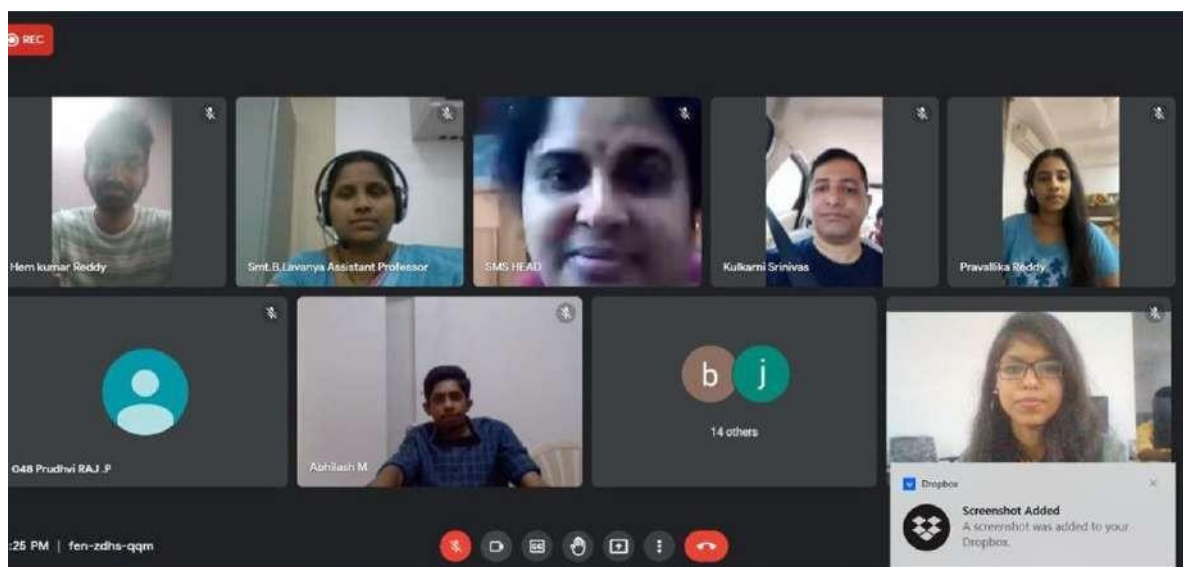 REC
Hem kumar Reddy
Smt.B.Lavanya Assistant Professor
SMS HEAD
Kulkarni Srinivas
Pravallika Reddy
b j
14 others
048 Prudhvi RAJ .P
Abhilash M
Dropbox
Screenshot Added
A screenshot was added to your
Dropbox.
:25 PM | fen-zdhs-qqm
CC